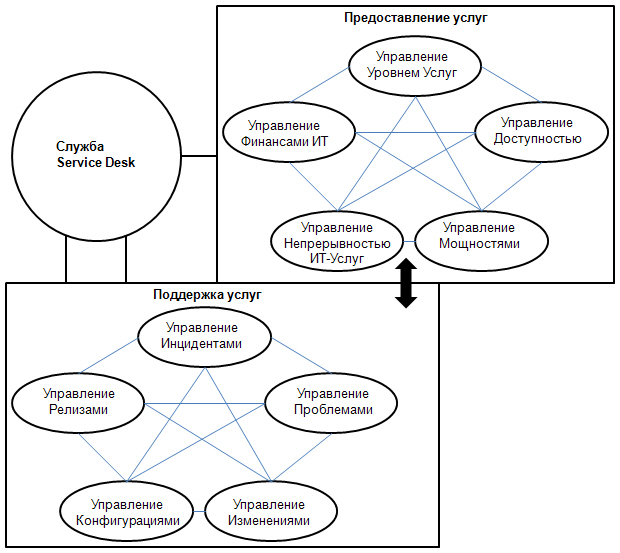 Предоставление услуг
Управление
Уровнем Услуг
Управление
Финансами ИТ
Управление
Доступностью
Управление
Непрерывностью
ИТ-Услуг
Управление
Мощностями
Служба
Service Desk
Поддержка услуг
Управление
Инцидентами
Управление
Релизами
Управление
Проблемами
Управление
Конфигурациями
Управление
Изменениями